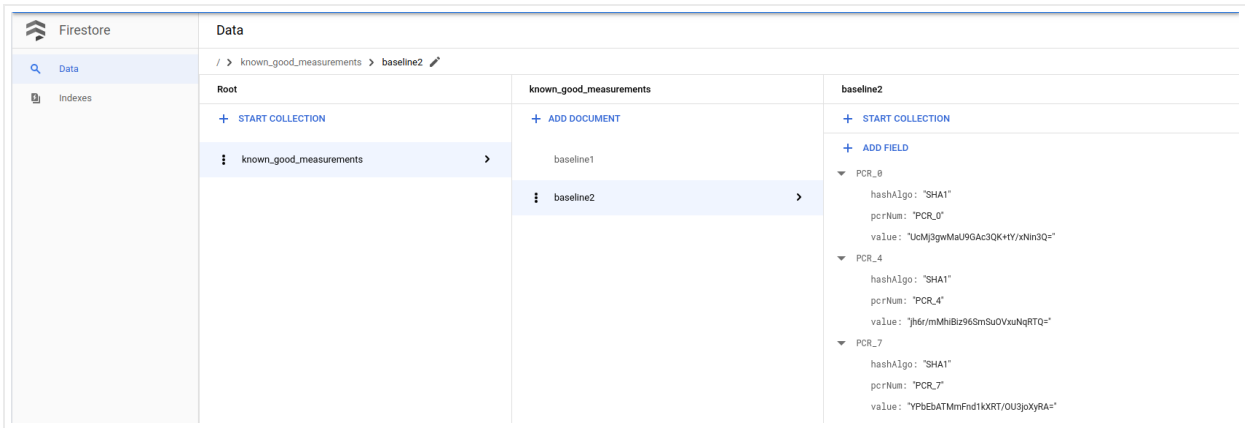 Firestore
Data
Data
Indexes
/ > known_good_measurements > baseline2
Root
START COLLECTION
known_good_measurements
known_good_measurements
ADD DOCUMENT
baseline1
baseline2
baseline2
START COLLECTION
ADD FIELD
PCR_0
hashAlgo: "SHA1"
pcrNum: "PCR_0"
value: "UcMj3gwMaU9GAc3QK+tY/xNin3Q="
PCR_4
hashAlgo: "SHA1"
pcrNum: "PCR_4"
value: "jh6r/mMhiBiz96SmSuOVxuNqRTQ="
PCR_7
hashAlgo: "SHA1"
pcrNum: "PCR_7"
value: "YPbEbATMmFnd1kXRT/OU3joXyRA="